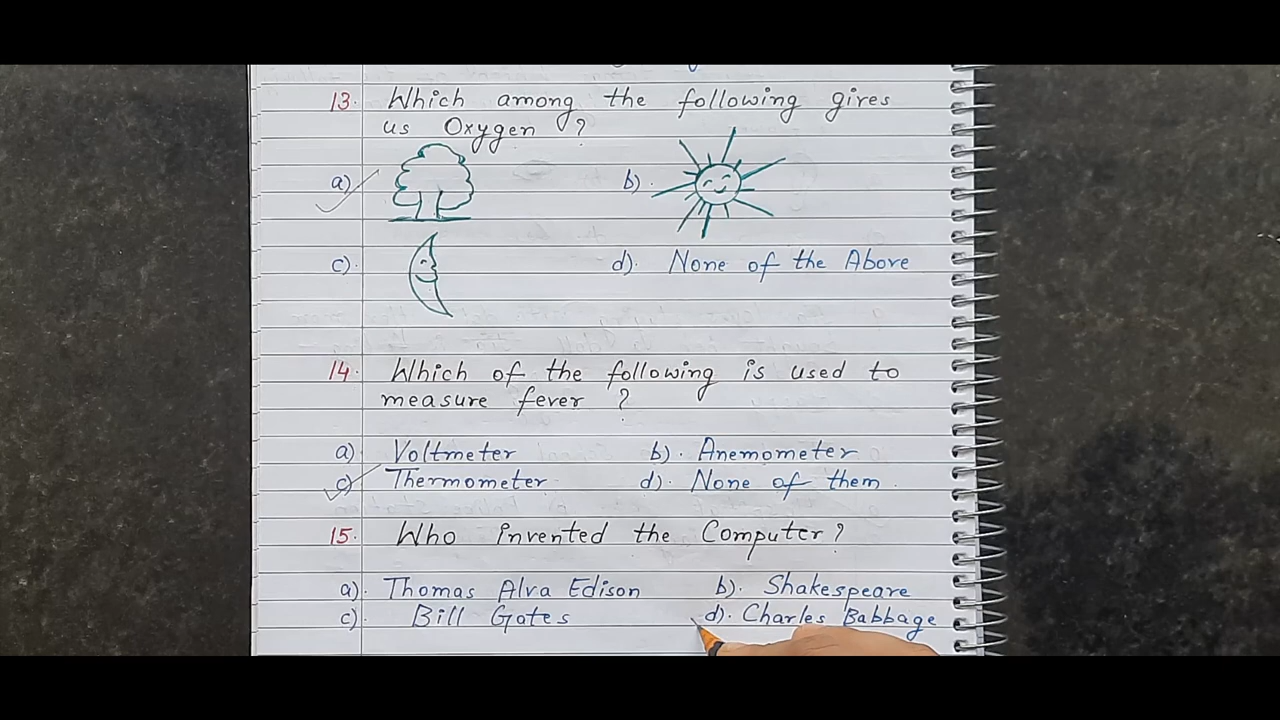 13. Which among the following gives
us Oxygen ?
a) b).
c). d). None of the Above
14. Which of the following is used to
measure fever ?
a) Voltmeter b). Anemometer
c) Thermometer d). None of them.
15. Who invented the Computer ?
a). Thomas Alva Edison b). Shakespeare
c). Bill Gates d). Charles Babbage